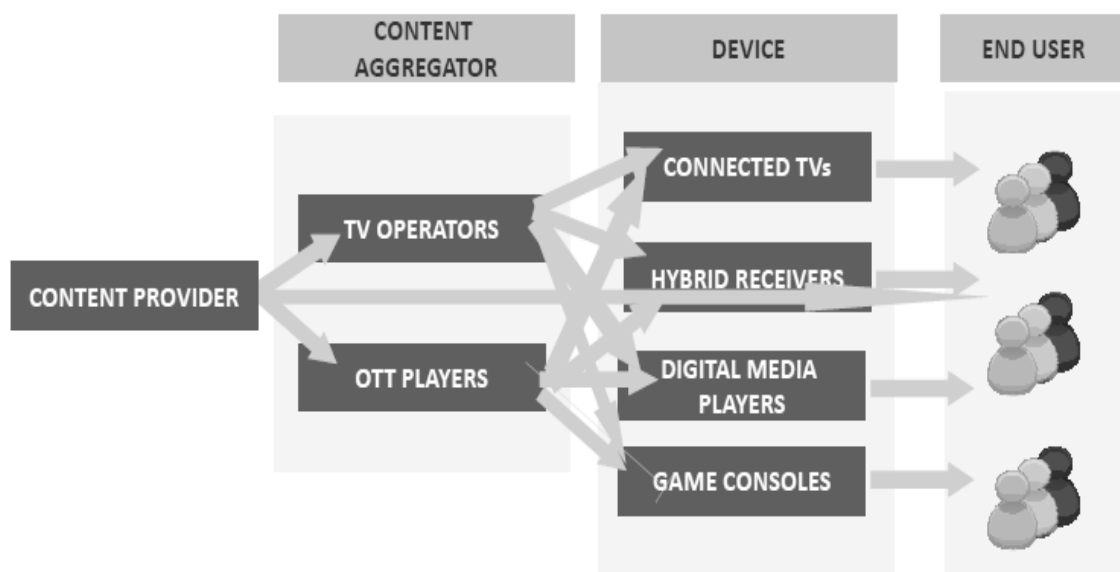 CONTENT
AGGREGATOR
DEVICE
END USER
CONNECTED TVs
TV OPERATORS
HYBRID RECEIVERS
CONTENT PROVIDER
OTT PLAYERS
DIGITAL MEDIA
PLAYERS
GAME CONSOLES